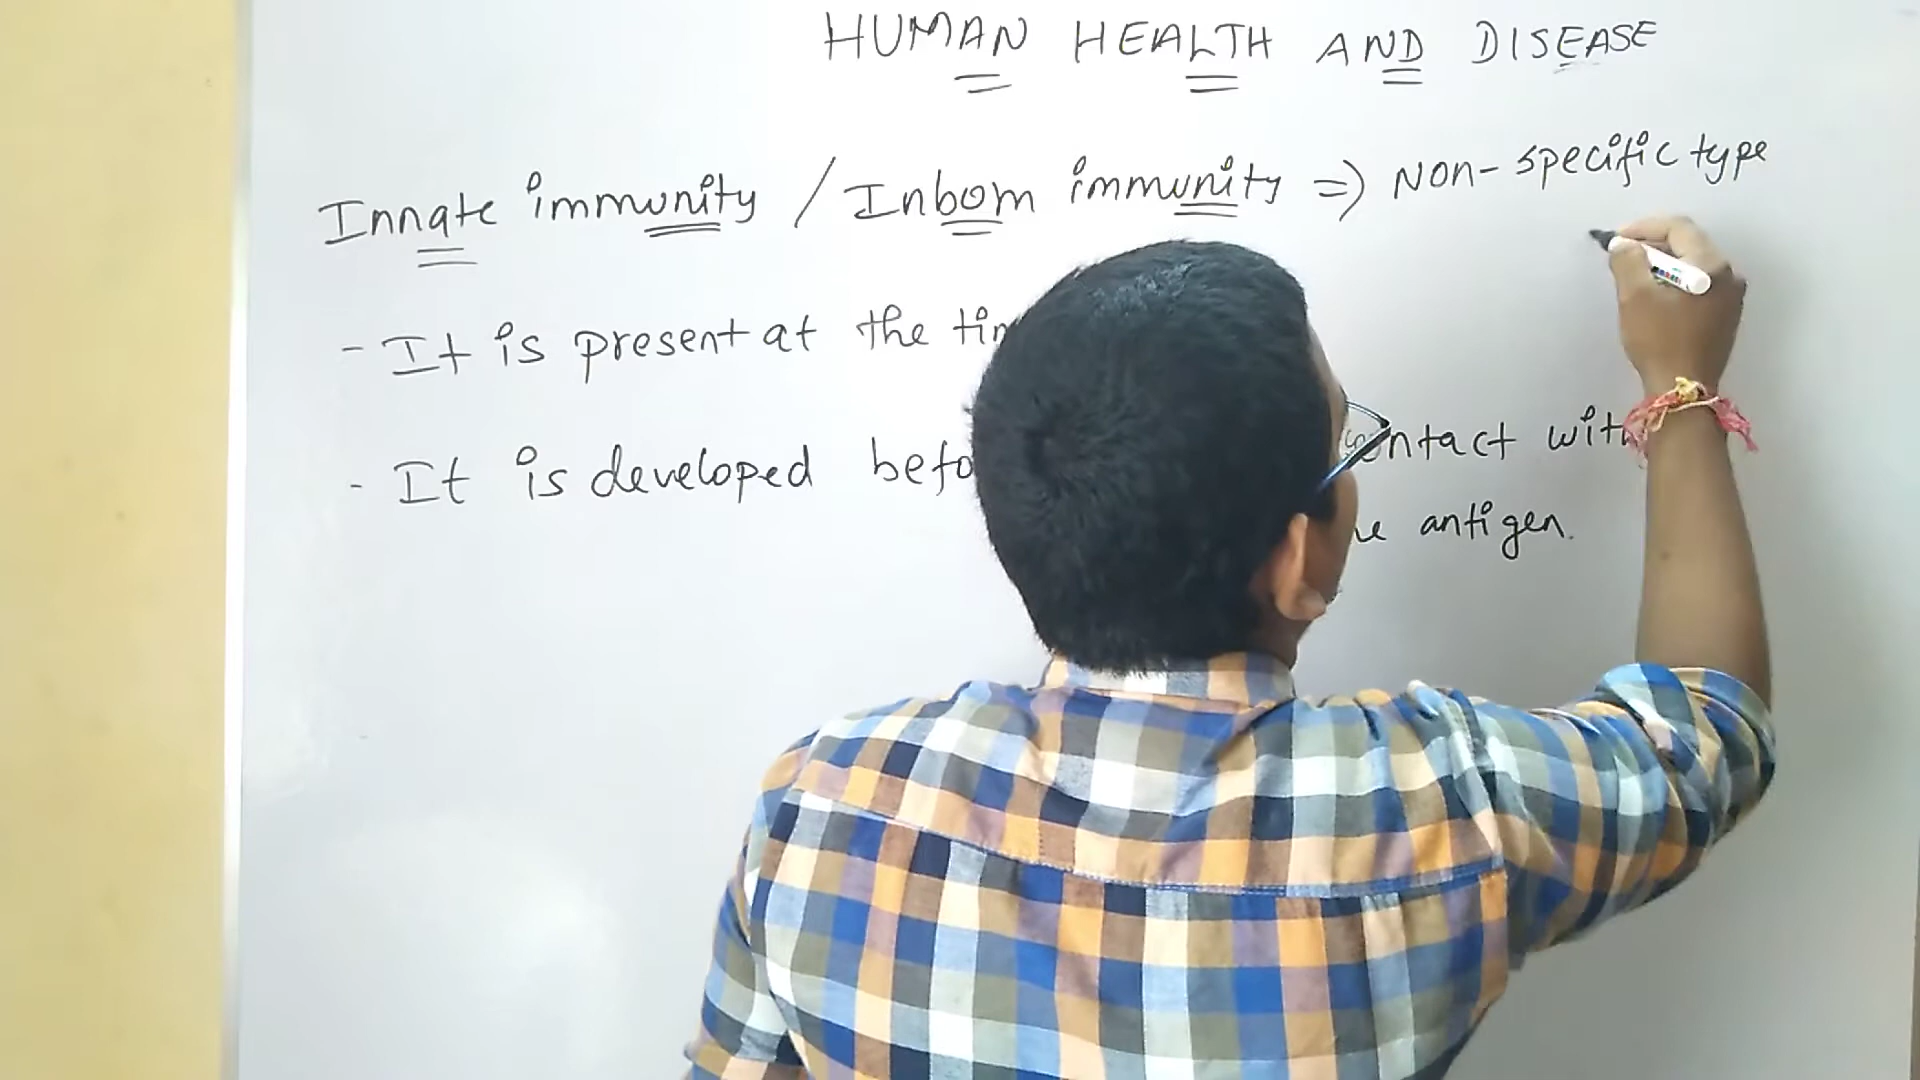 HUMAN HEALTH AND DISEASE
Innate immunity / Inborn immunity => Non-specific type
- It is present at the
- It is developed contact with
antigen.